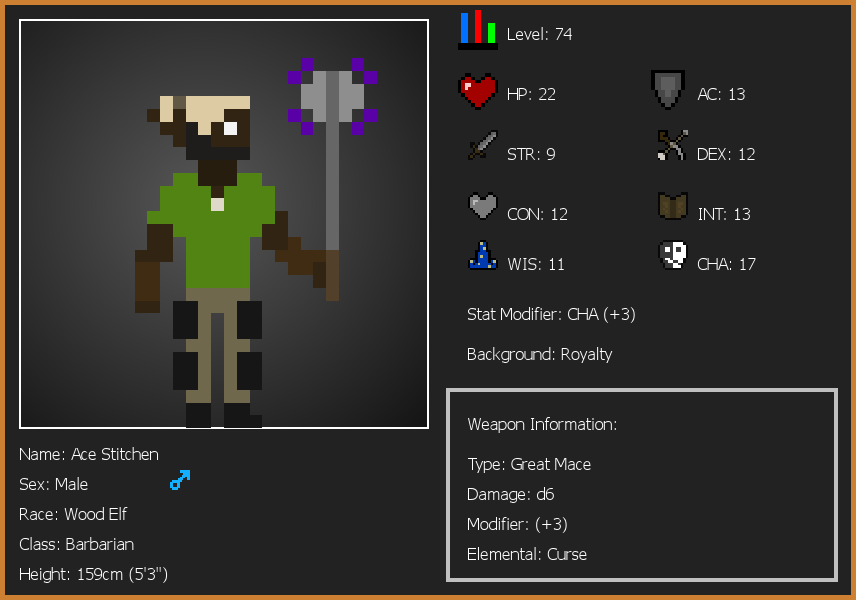 Level: 74
HP: 22
AC: 13
STR: 9
DEX: 12
CON: 12
INT: 13
WIS: 11
CHA: 17
Stat Modifier: CHA (+3)
Background: Royalty
Weapon Information:
Type: Great Mace
Damage: d6
Modifier: (+3)
Elemental: Curse
Name: Ace Stitchen
Sex: Male
Race: Wood Elf
Class: Barbarian
Height: 159cm (5'3")